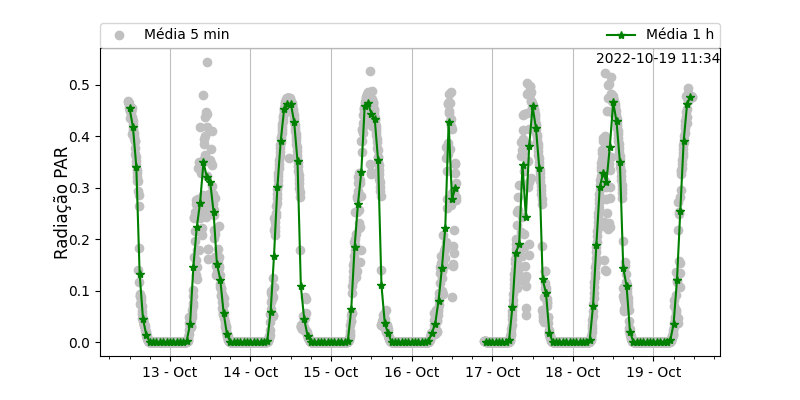 Média 5 min
Média 1 h
2022-10-19 11:34
Radiação PAR
0.5
0.4
0.3
0.2
0.1
0.0
13 - Oct
14 - Oct
15 - Oct
16 - Oct
17 - Oct
18 - Oct
19 - Oct